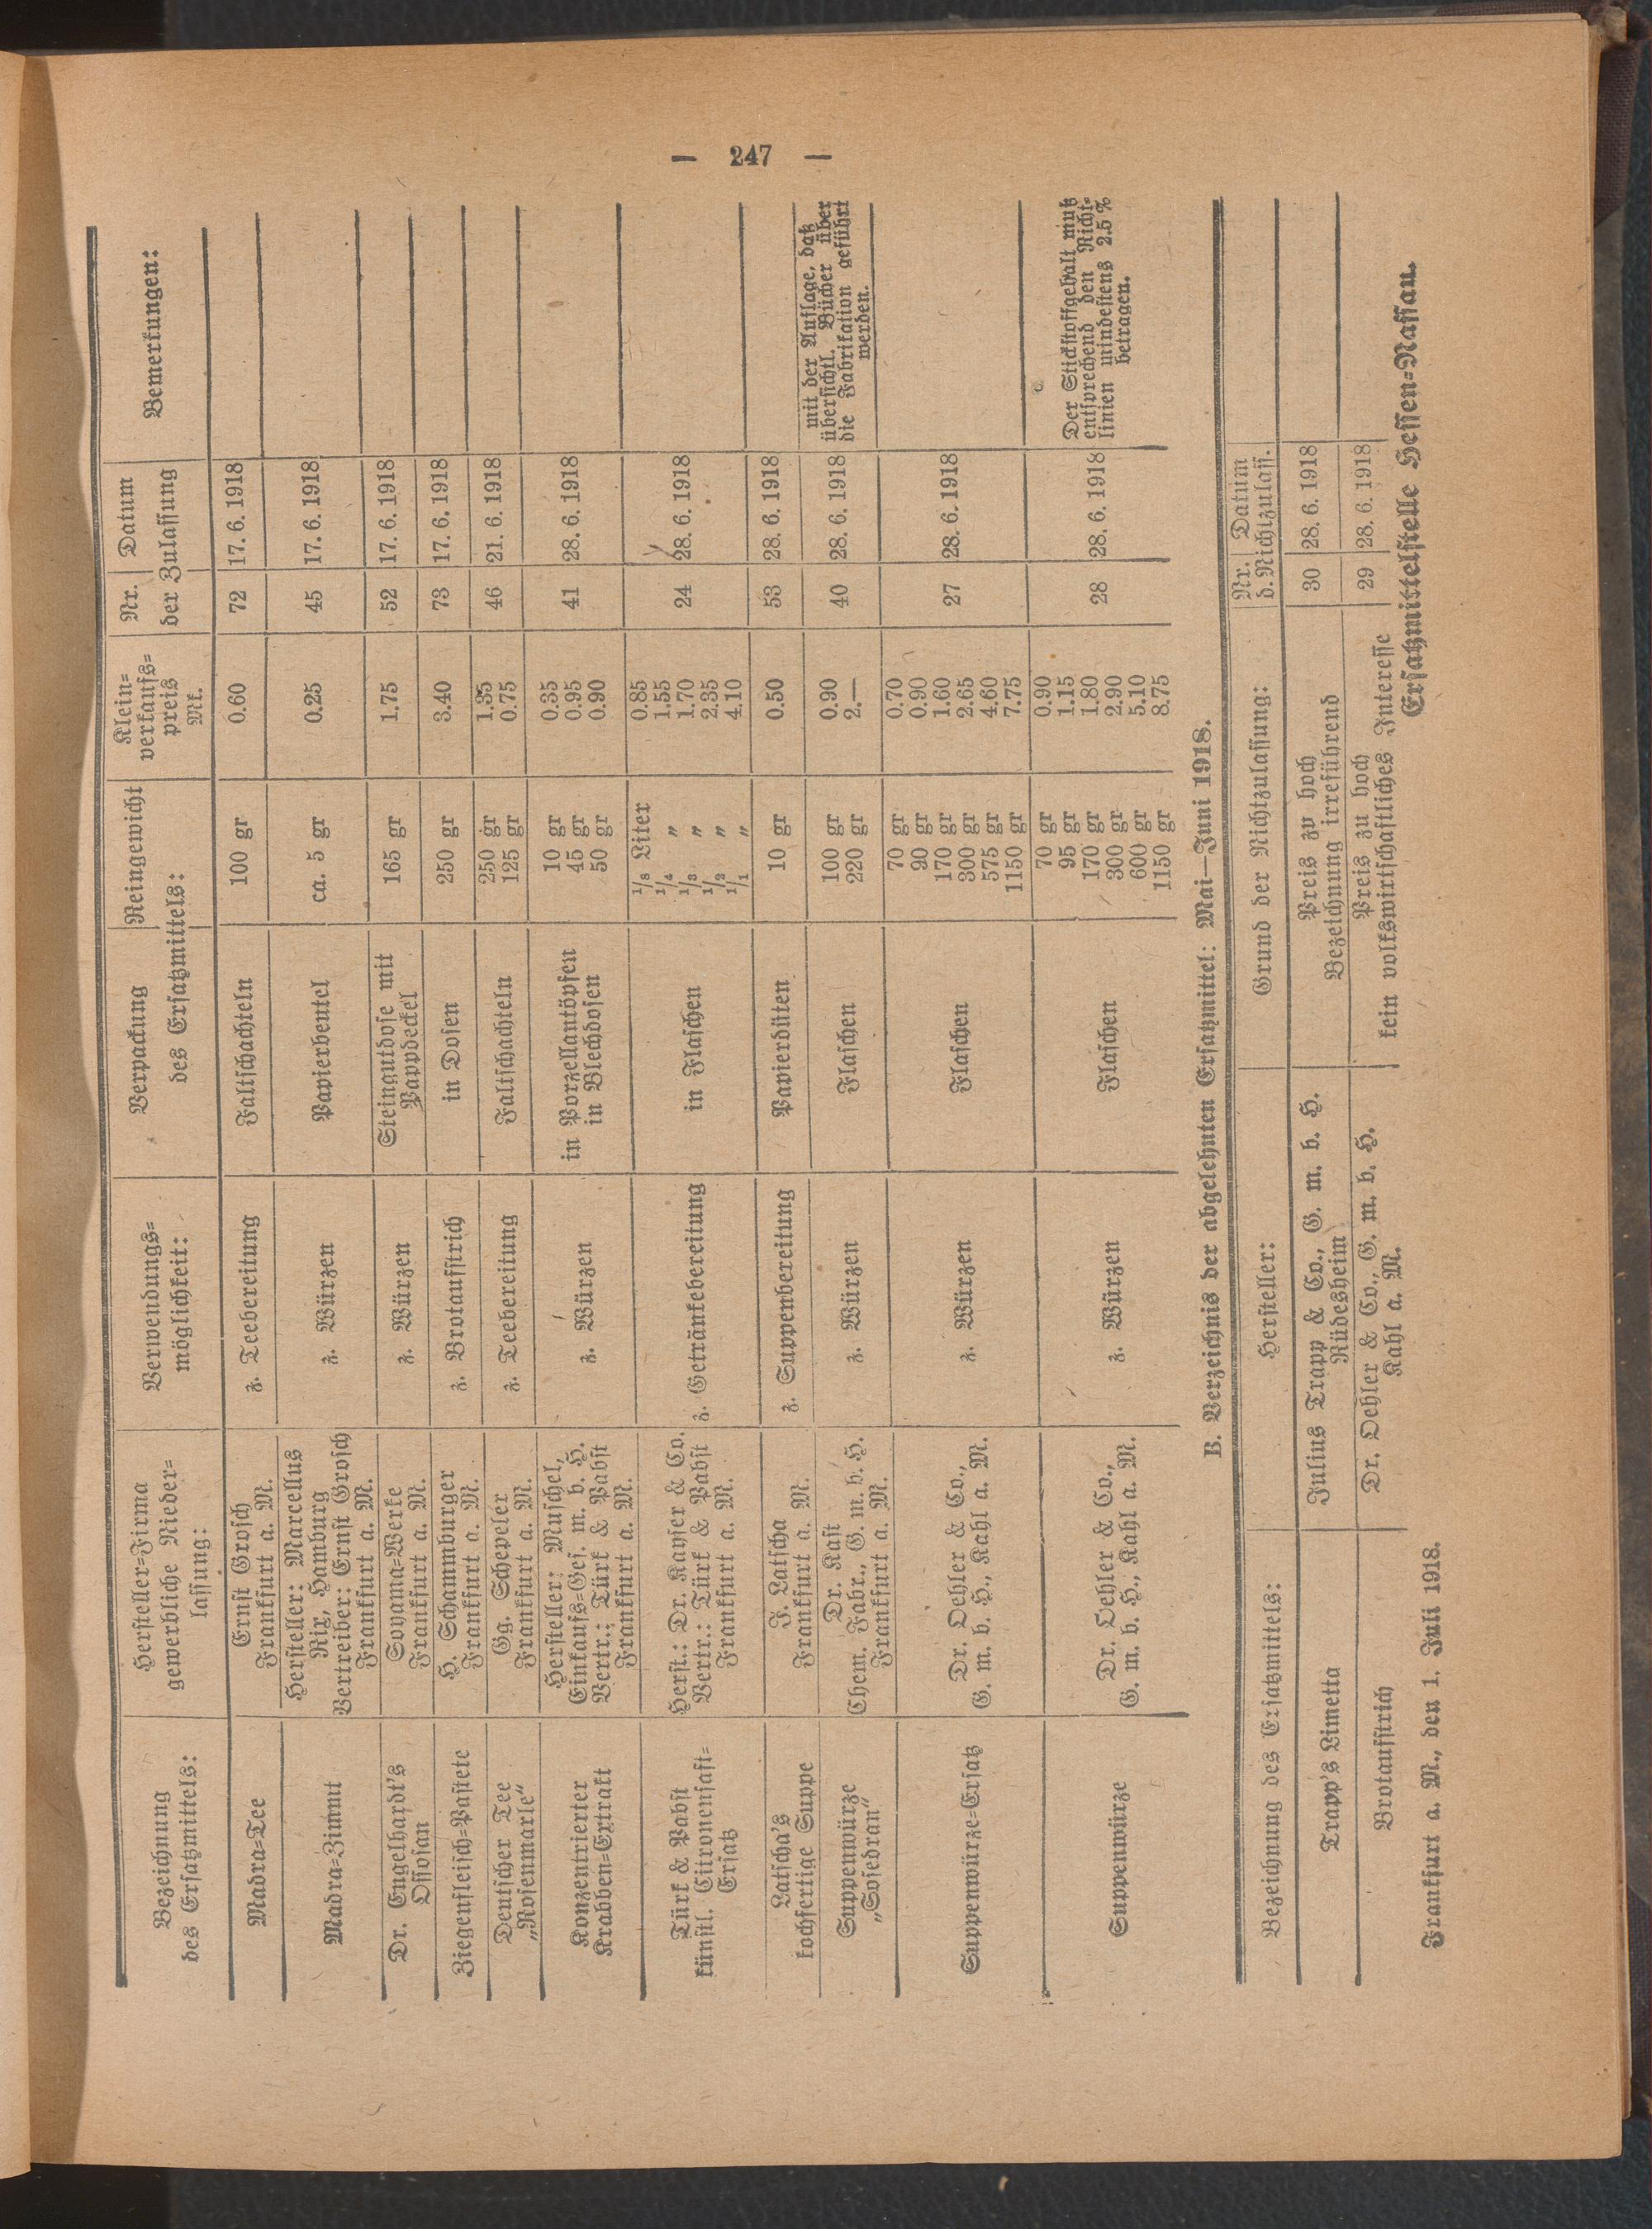 — 247 —
Bezeichnung
des Ersatzmittels:
Hersteller-Firma
gewerbliche Nieder-
lassung:
Verwendungs-
möglichkeit:
Verpackung
Reingewicht
des Ersatzmittels:
Klein-
verkaufs-
preis
Mk.
Nr.
Datum
der Zulassung
Bemerkungen:
Madra-Tee
Ernst Grosch
Frankfurt a. M.
z. Teebereitung
Faltschachteln
100 gr
0.60
72
17. 6. 1918
Madra-Zimmt
Hersteller: Marcellus
Rix, Hamburg
Vertreiber: Ernst Grosch
Frankfurt a. M.
z. Würzen
Papierbeutel
ca. 5 gr
0.25
45
17. 6. 1918
Dr. Engelhardt's
Ossosan
Soyama-Werke
Frankfurt a. M.
z. Würzen
Steingutdose mit
Pappdeckel
165 gr
1.75
52
17. 6. 1918
Ziegenfleisch-Pastete
H. Schammburger
Frankfurt a. M.
z. Brotaufstrich
in Dosen
250 gr
3.40
73
17. 6. 1918
Deutscher Tee
„Rosenmarle“
Gg. Schepeler
Frankfurt a. M.
z. Teebereitung
Faltschachteln
250 gr
125 gr
1.35
0.75
46
21. 6. 1918
Konzentrierter
Krabben-Extrakt
Hersteller: Muschel,
Einkaufs-Ges. m. b. H.
Vertr.: Türk & Pabst
Frankfurt a. M.
z. Würzen
in Porzellantöpfen
in Blechdosen
10 gr
45 gr
50 gr
0.35
0.95
0.90
41
28. 6. 1918
Türk & Pabst
künstl. Citronensaft-
Ersatz
Herst.: Dr. Kayser & Co.
Vertr.: Türk & Pabst
Frankfurt a. M.
z. Getränkebereitung
in Flaschen
1/8 Liter
1/4 „
1/3 „
1/2 „
1/1 „
0.85
1.55
1.70
2.35
4.10
24
28. 6. 1918
Latscha's
kochfertige Suppe
J. Latscha
Frankfurt a. M.
z. Suppenbereitung
Papierdüten
10 gr
0.50
53
28. 6. 1918
Suppenwürze
„Sosedran“
Dr. Kast
Chem. Fabr., G. m. b. H.
Frankfurt a. M.
z. Würzen
Flaschen
100 gr
220 gr
0.90
2.—
40
28. 6. 1918
mit der Auflage, daß
übersichtl. Bücher über
die Fabrikation geführt
werden.
Suppenwürze-Ersatz
Dr. Oehler & Co.,
G. m. b. H., Kahl a. M.
z. Würzen
Flaschen
70 gr
90 gr
170 gr
300 gr
575 gr
1150 gr
0.70
0.90
1.60
2.65
4.60
7.75
27
28. 6. 1918
Suppenwürze
Dr. Oehler & Co.,
G. m. b. H., Kahl a. M.
z. Würzen
Flaschen
70 gr
95 gr
170 gr
300 gr
600 gr
1150 gr
0.90
1.15
1.80
2.90
5.10
8.75
28
28. 6. 1918
Der Stickstoffgehalt muß
entsprechend den Richt-
linien mindestens 2.5 %
betragen.
B. Verzeichnis der abgelehnten Ersatzmittel: Mai—Juni 1918.
Bezeichnung des Ersatzmittels:
Hersteller:
Grund der Nichtzulassung:
Nr.
Datum
d. Nichtzulass.
Trapp's Limetta
Julius Trapp & Co., G. m. b. H.
Rüdesheim
Preis zu hoch
Bezeichnung irreführend
30
28. 6. 1918
Brotaufstrich
Dr. Oehler & Co., G. m. b. H.
Kahl a. M.
Preis zu hoch
kein volkswirtschaftliches Interesse
29
28. 6. 1918
Frankfurt a. M., den 1. Juli 1918.
Ersatzmittelstelle Hessen-Nassau.